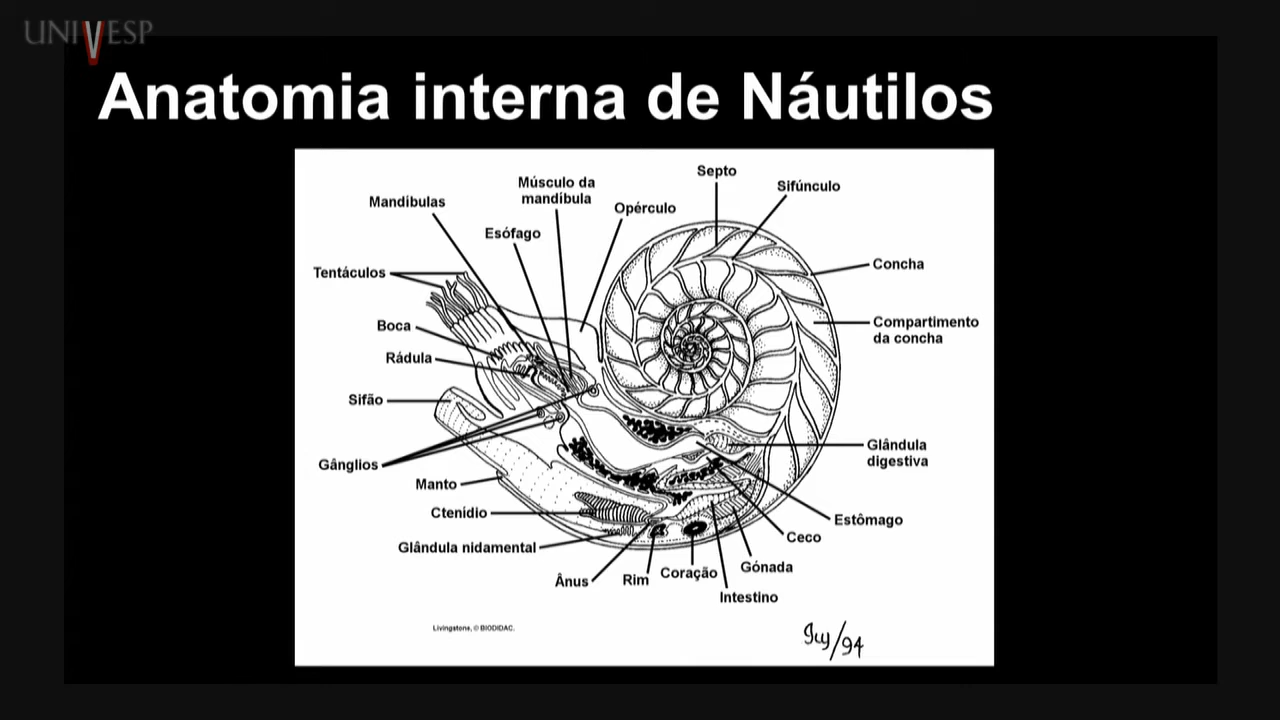 UNIVESP
Anatomia interna de Náutilos
Septo
Sifúnculo
Músculo da
mandíbula
Opérculo
Mandíbulas
Esófago
Concha
Tentáculos
Boca
Compartimento
da concha
Rádula
Sifão
Glândula
digestiva
Gânglios
Manto
Ctenídio
Estômago
Ceco
Glândula nidamental
Gónada
Coração
Rim
Ânus
Intestino
Livingstone, © BIODIDAC.